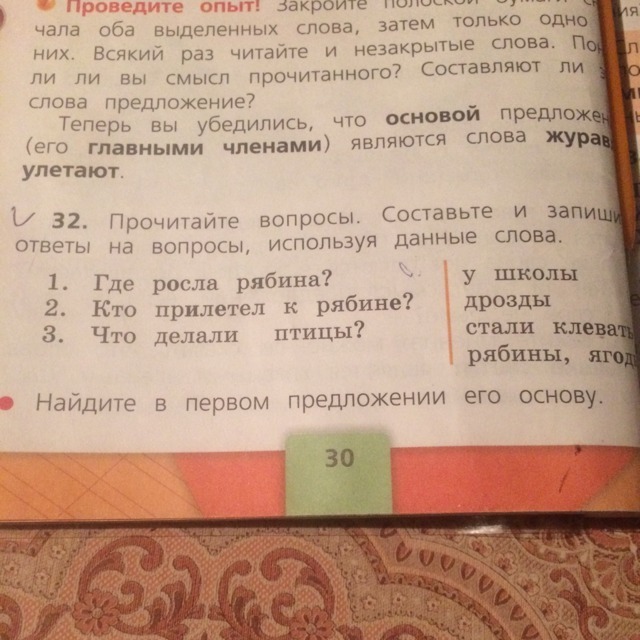 Проведите опыт! Закройте полоской бумаги
чала оба выделенных слова, затем только одно
них. Всякий раз читайте и незакрытые слова.
ли ли вы смысл прочитанного? Составляют ли
слова предложение?
Теперь вы убедились, что основой предложен
(его главными членами) являются слова журав
улетают.
32. Прочитайте вопросы. Составьте и запиши
ответы на вопросы, используя данные слова.
1. Где росла рябина? у школы
2. Кто прилетел к рябине? дрозды
3. Что делали птицы? стали клевать
рябины, ягод
Найдите в первом предложении его основу.
30